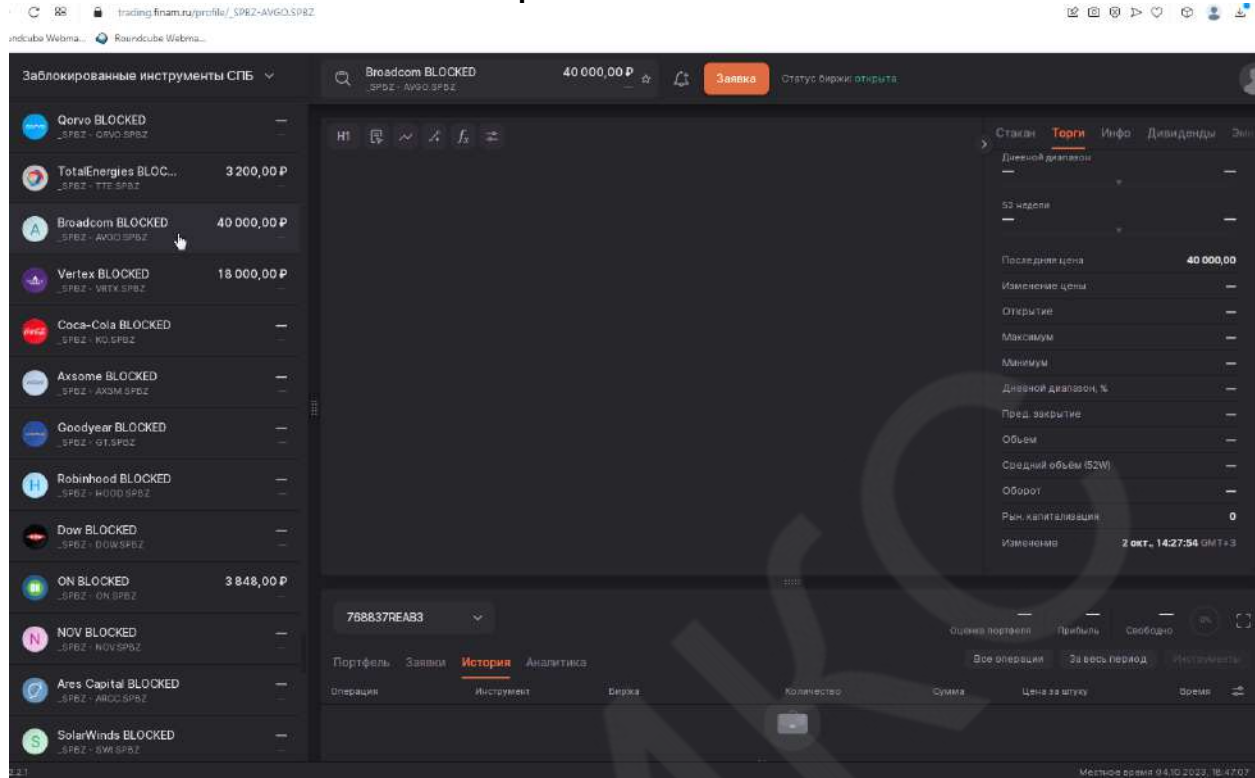 trading.finam.ru/profile/_SPBZ-AVGO.SPBZ
Roundcube Webma...
Заблокированные инструменты СПБ
Broadcom BLOCKED
_SPBZ - AVGO.SPBZ
40 000,00 ₽
—
Заявка
Статус биржи: открыта
Qorvo BLOCKED
—
_SPBZ - QRVO.SPBZ
TotalEnergies BLOC...
3 200,00 ₽
_SPBZ - TTE.SPBZ
Broadcom BLOCKED
40 000,00 ₽
_SPBZ - AVGO.SPBZ
Vertex BLOCKED
18 000,00 ₽
_SPBZ - VRTX.SPBZ
Coca-Cola BLOCKED
—
_SPBZ - KO.SPBZ
Axsome BLOCKED
—
_SPBZ - AXSM.SPBZ
Goodyear BLOCKED
—
_SPBZ - GT.SPBZ
Robinhood BLOCKED
—
_SPBZ - HOOD.SPBZ
Dow BLOCKED
—
_SPBZ - DOW.SPBZ
ON BLOCKED
3 848,00 ₽
_SPBZ - ON.SPBZ
NOV BLOCKED
—
_SPBZ - NOV.SPBZ
Ares Capital BLOCKED
—
_SPBZ - ARCC.SPBZ
SolarWinds BLOCKED
—
_SPBZ - SWI.SPBZ
H1
Стакан Торги Инфо Дивиденды
Дневной диапазон
— —
52 недели
— —
Последняя цена 40 000,00
Изменение цены —
Открытие —
Максимум —
Минимум —
Дневной диапазон, % —
Пред. закрытие —
Объем —
Средний объём (52W) —
Оборот —
Рын. капитализация 0
Изменение 2 окт., 14:27:54 GMT+3
768837REAB3
— — — 0%
Оценка портфеля Прибыль Свободно
Портфель Заявки История Аналитика
Все операции За весь период Инструменты
Операция Инструмент Биржа Количество Сумма Цена за штуку Время
2.2.1
Местное время 04.10.2023, 16:47:07
МКС